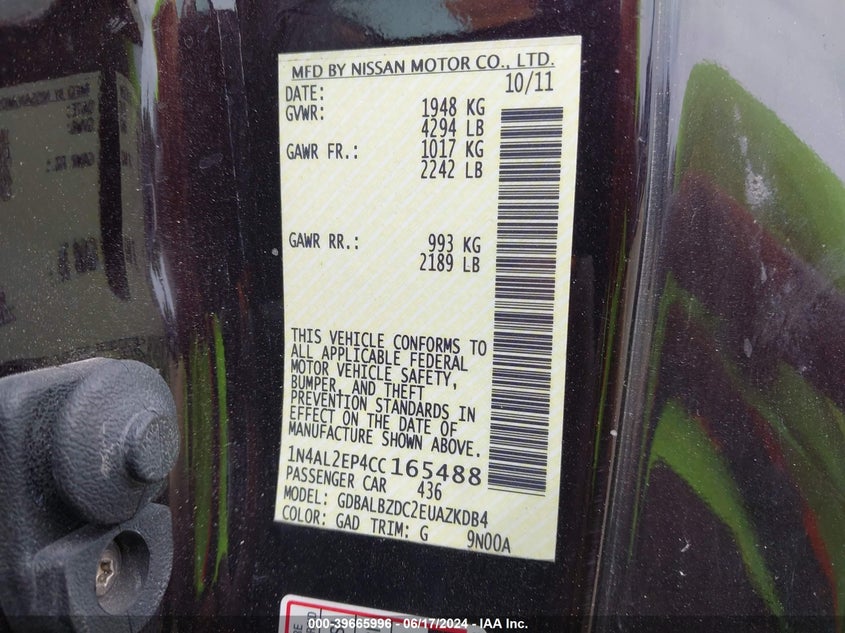 MFD BY NISSAN MOTOR CO., LTD.
DATE: 10/11
GVWR: 1948 KG
4294 LB
GAWR FR.: 1017 KG
2242 LB
GAWR RR.: 993 KG
2189 LB
THIS VEHICLE CONFORMS TO
ALL APPLICABLE FEDERAL
MOTOR VEHICLE SAFETY,
BUMPER, AND THEFT
PREVENTION STANDARDS IN
EFFECT ON THE DATE OF
MANUFACTURE SHOWN ABOVE.
1N4AL2EP4CC165488
PASSENGER CAR 436
MODEL: GDBALBZDC2EUAZKDB4
COLOR: GAD TRIM: G 9N00A
000-39665996 - 06/17/2024 - IAA Inc.